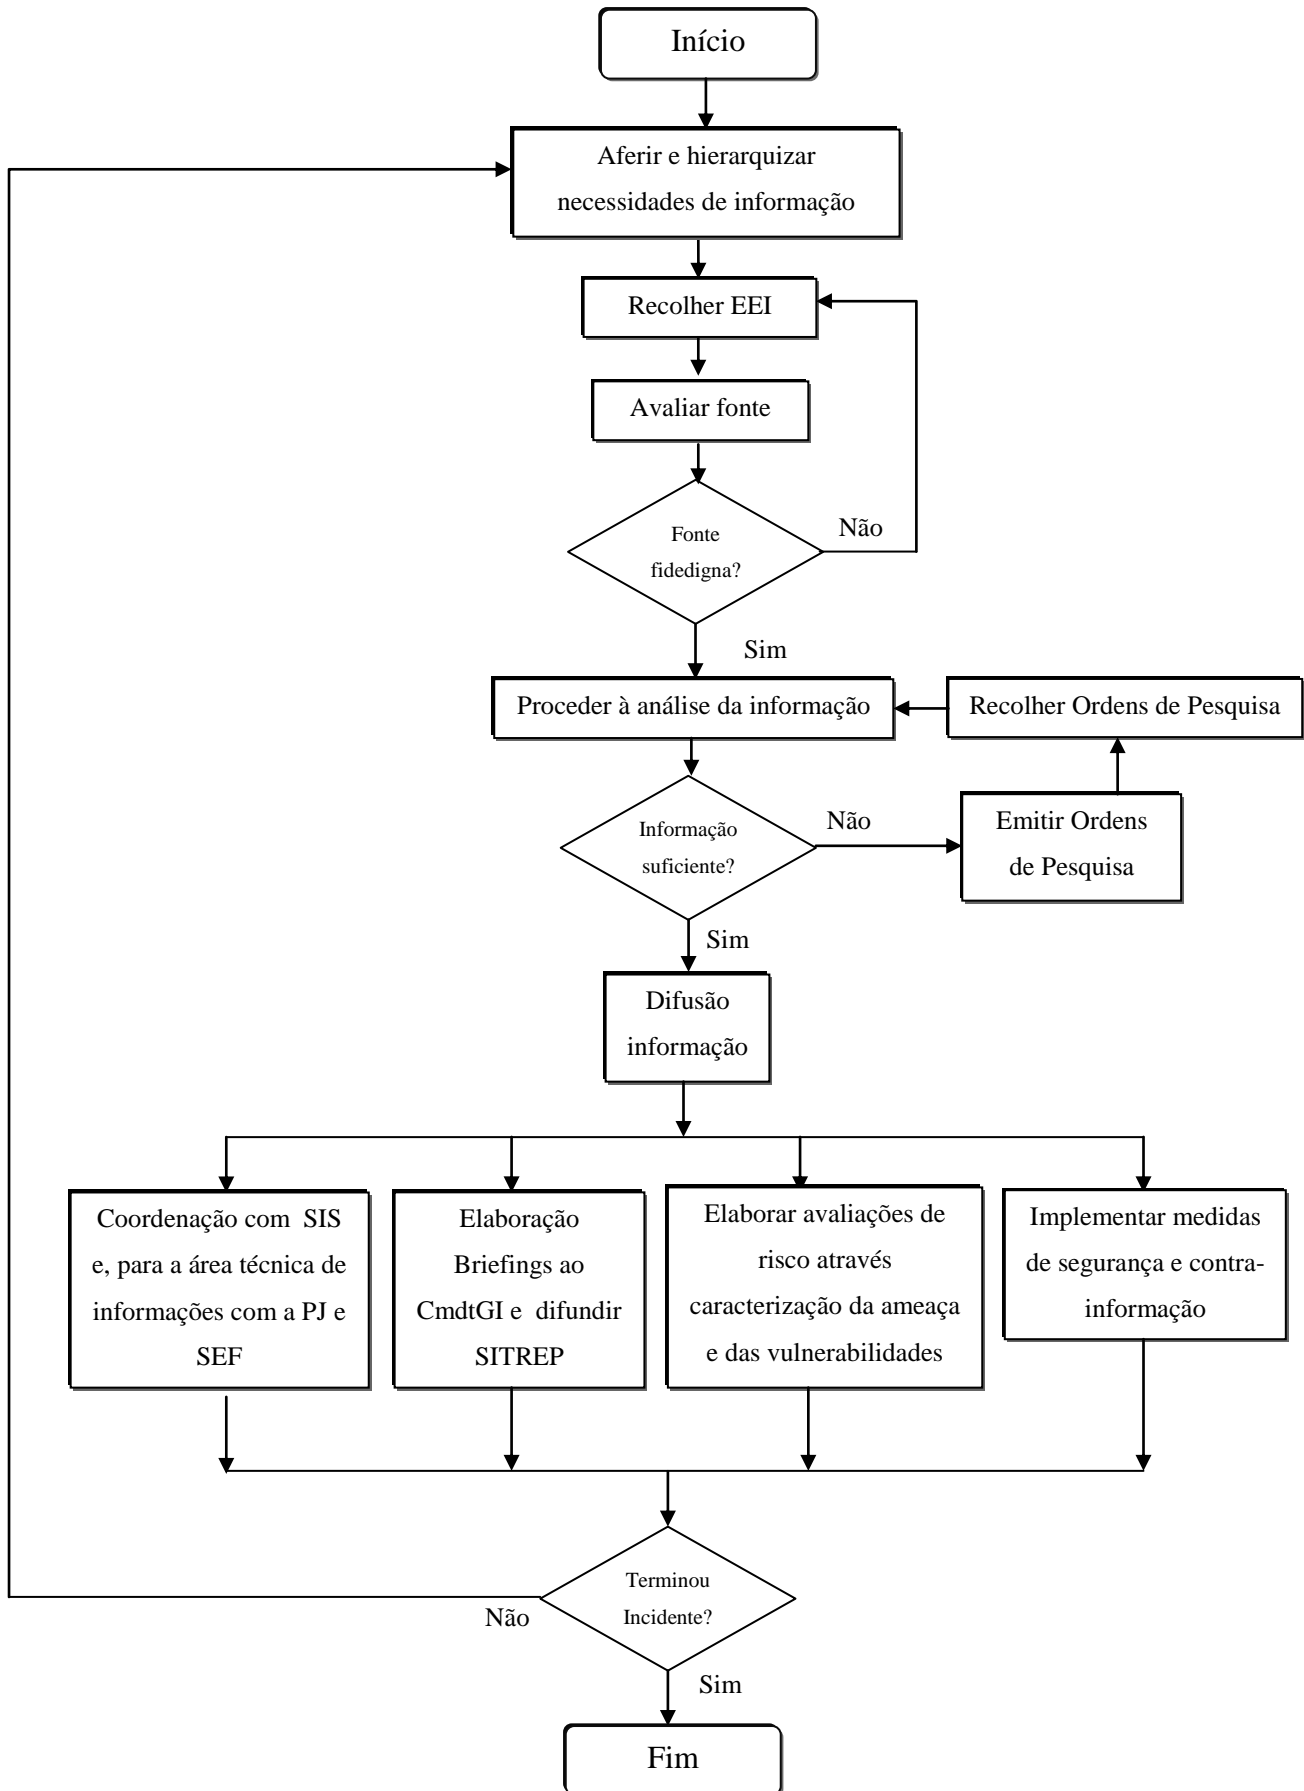 Início
Aferir e hierarquizar
necessidades de informação
Recolher EEI
Avaliar fonte
Fonte
fidedigna?
Não
Sim
Proceder à análise da informação
Recolher Ordens de Pesquisa
Informação
suficiente?
Não
Emitir Ordens
de Pesquisa
Sim
Difusão
informação
Coordenação com SIS
e, para a área técnica de
informações com a PJ e
SEF
Elaboração
Briefings ao
CmdtGI e difundir
SITREP
Elaborar avaliações de
risco através
caracterização da ameaça
e das vulnerabilidades
Implementar medidas
de segurança e contra-
informação
Terminou
Incidente?
Não
Sim
Fim